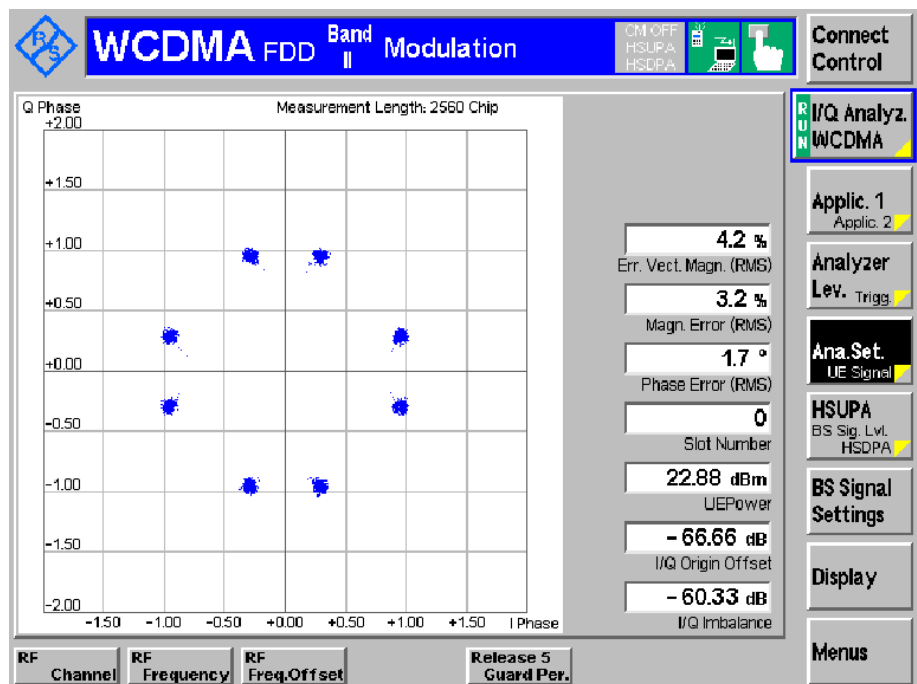 R&S
WCDMA FDD Band II Modulation
CM OFF
HSUPA
HSDPA
Connect
Control
Q Phase
Measurement Length: 2560 Chip
+2.00
+1.50
+1.00
+0.50
+0.00
-0.50
-1.00
-1.50
-2.00
-1.50 -1.00 -0.50 +0.00 +0.50 +1.00 +1.50 I Phase
4.2 %
Err. Vect. Magn. (RMS)
3.2 %
Magn. Error (RMS)
1.7 °
Phase Error (RMS)
0
Slot Number
22.88 dBm
UEPower
-66.66 dB
I/Q Origin Offset
-60.33 dB
I/Q Imbalance
RUN
I/Q Analyz.
WCDMA
Applic. 1
Applic. 2
Analyzer
Lev. Trigg.
Ana.Set.
UE Signal
HSUPA
BS Sig. Lvl.
HSDPA
BS Signal
Settings
Display
Menus
RF
Channel
RF
Frequency
RF
Freq.Offset
Release 5
Guard Per.